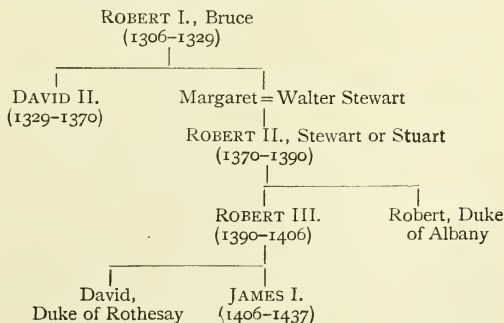 ROBERT I., Bruce
(1306–1329)
DAVID II. Margaret = Walter Stewart
(1329–1370) ROBERT II., Stewart or Stuart
(1370–1390)
ROBERT III. Robert, Duke
(1390–1406) of Albany
David, JAMES I.
Duke of Rothesay (1406–1437)